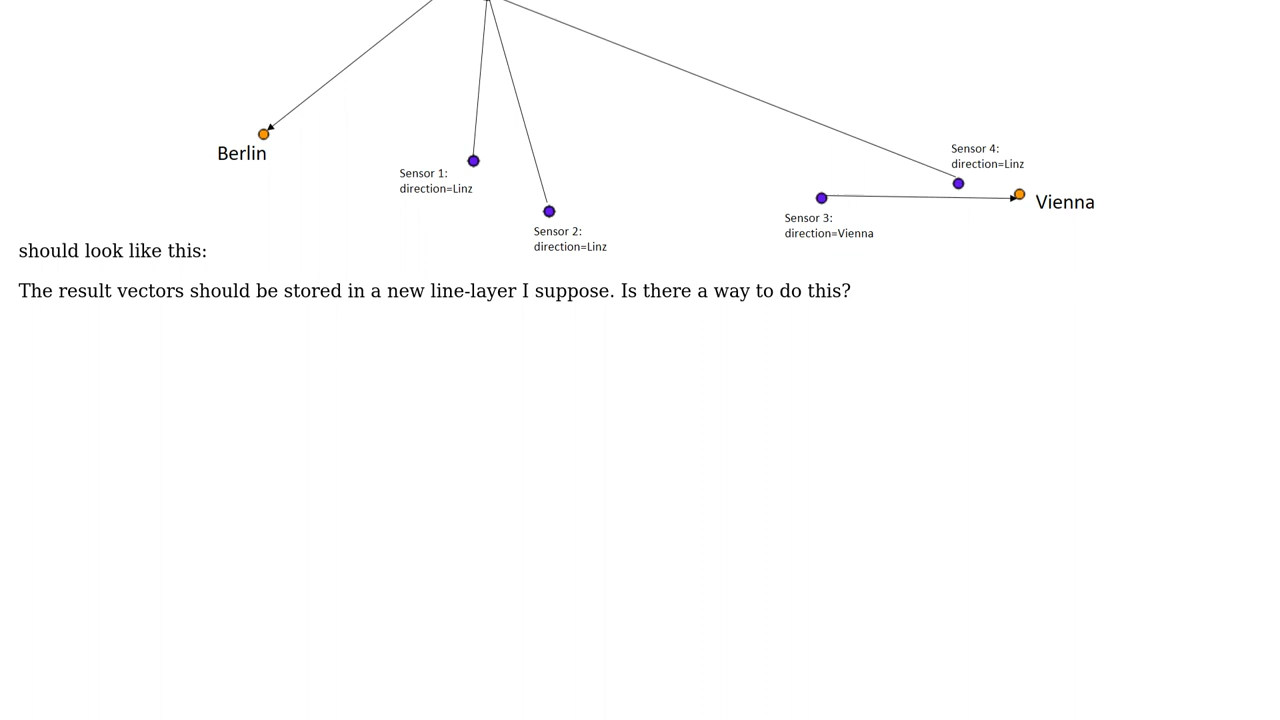 Berlin
Sensor 1:
direction=Linz
Sensor 2:
direction=Linz
Sensor 3:
direction=Vienna
Sensor 4:
direction=Linz
Vienna
should look like this:
The result vectors should be stored in a new line-layer I suppose. Is there a way to do this?